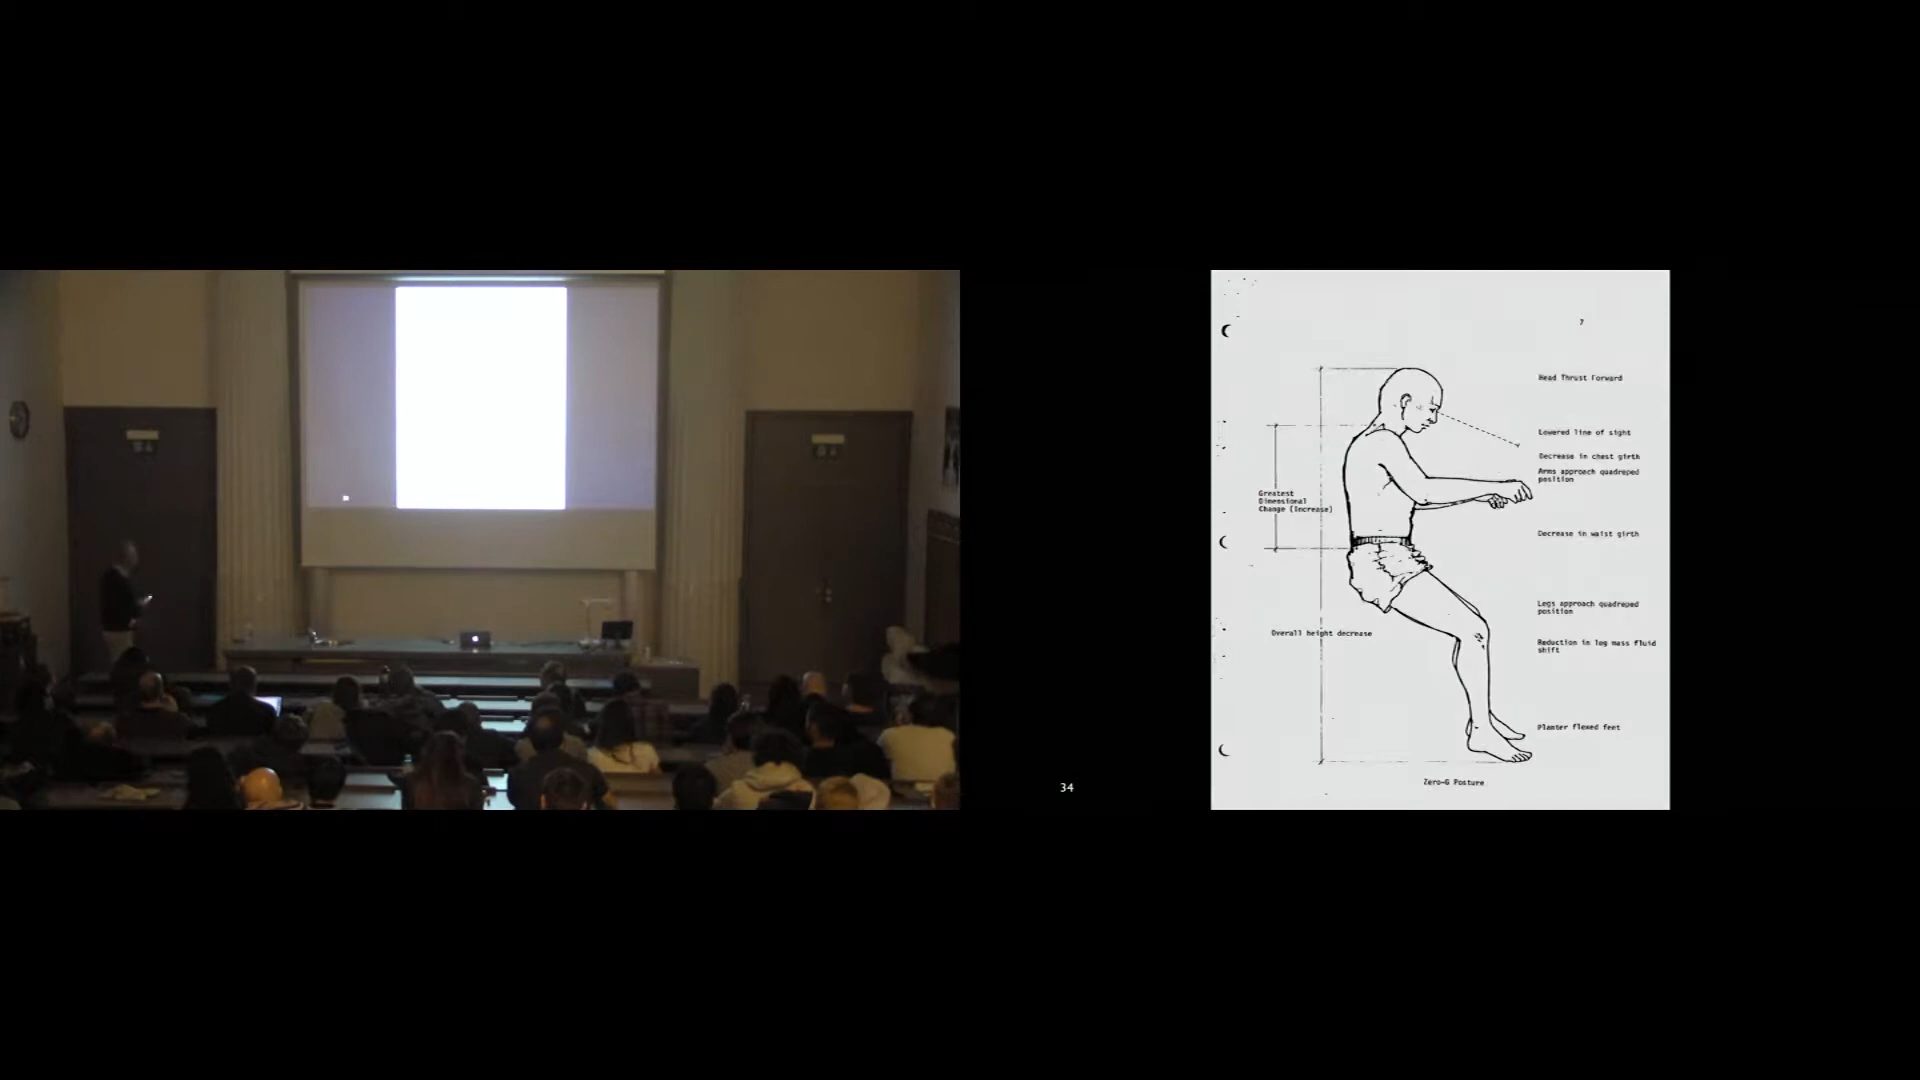 7
Head Thrust Forward
Lowered line of sight
Decrease in chest girth
Arms approach quadreped
position
Greatest
Dimensional
Change (Increase)
Decrease in waist girth
Legs approach quadreped
position
Overall height decrease
Reduction in leg mass fluid
shift
Planter flexed feet
Zero-G Posture
34